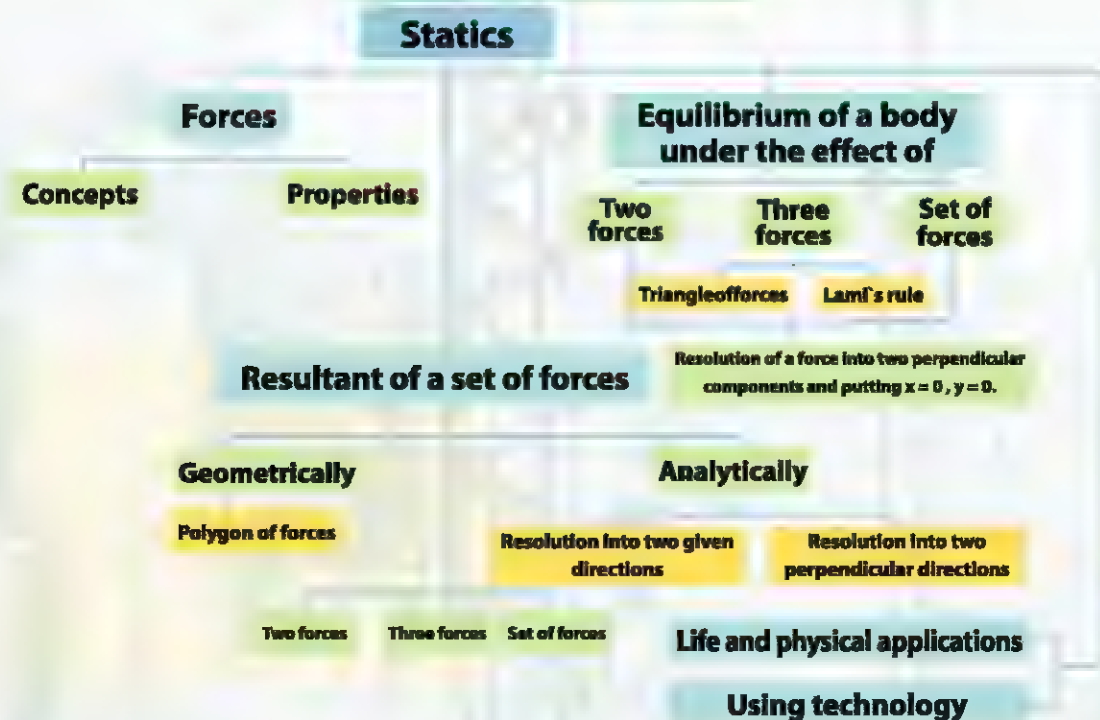 Statics
Forces
Concepts
Properties
Equilibrium of a body
under the effect of
Two
forces
Three
forces
Set of
forces
Triangleofforces
Lami`s rule
Resolution of a force into two perpendicular
components and putting x = 0 , y = 0.
Resultant of a set of forces
Geometrically
Polygon of forces
Analytically
Resolution into two given
directions
Resolution into two
perpendicular directions
Two forces
Three forces
Set of forces
Life and physical applications
Using technology